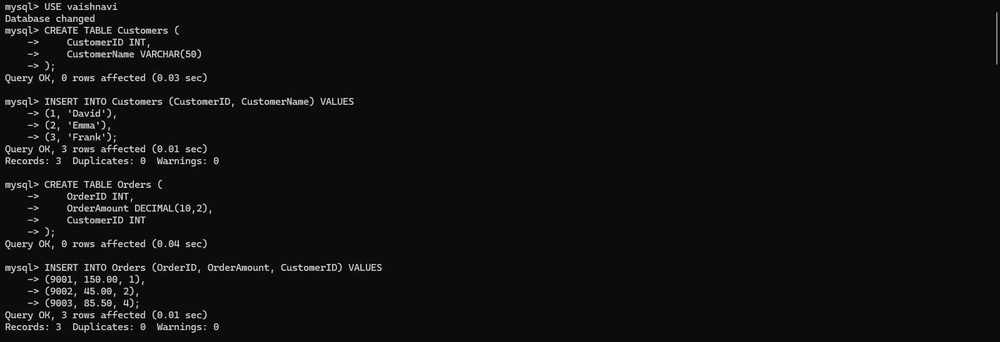 mysql> USE vaishnavi
Database changed
mysql> CREATE TABLE Customers (
    ->     CustomerID INT,
    ->     CustomerName VARCHAR(50)
    -> );
Query OK, 0 rows affected (0.03 sec)

mysql> INSERT INTO Customers (CustomerID, CustomerName) VALUES
    -> (1, 'David'),
    -> (2, 'Emma'),
    -> (3, 'Frank');
Query OK, 3 rows affected (0.01 sec)
Records: 3  Duplicates: 0  Warnings: 0

mysql> CREATE TABLE Orders (
    ->     OrderID INT,
    ->     OrderAmount DECIMAL(10,2),
    ->     CustomerID INT
    -> );
Query OK, 0 rows affected (0.04 sec)

mysql> INSERT INTO Orders (OrderID, OrderAmount, CustomerID) VALUES
    -> (9001, 150.00, 1),
    -> (9002, 45.00, 2),
    -> (9003, 85.50, 4);
Query OK, 3 rows affected (0.01 sec)
Records: 3  Duplicates: 0  Warnings: 0